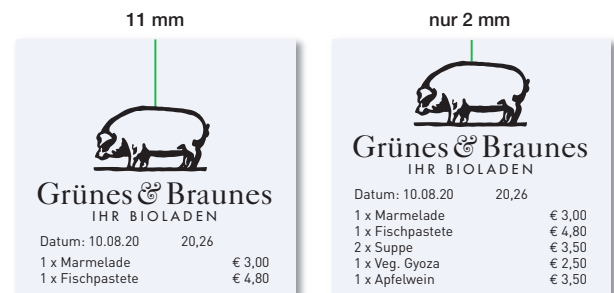 11 mm
Grünes & Braunes
IHR BIOLADEN
Datum: 10.08.20 20,26
1 x Marmelade € 3,00
1 x Fischpastete € 4,80
nur 2 mm
Grünes & Braunes
IHR BIOLADEN
Datum: 10.08.20 20,26
1 x Marmelade € 3,00
1 x Fischpastete € 4,80
2 x Suppe € 3,50
1 x Veg. Gyoza € 2,50
1 x Apfelwein € 3,50